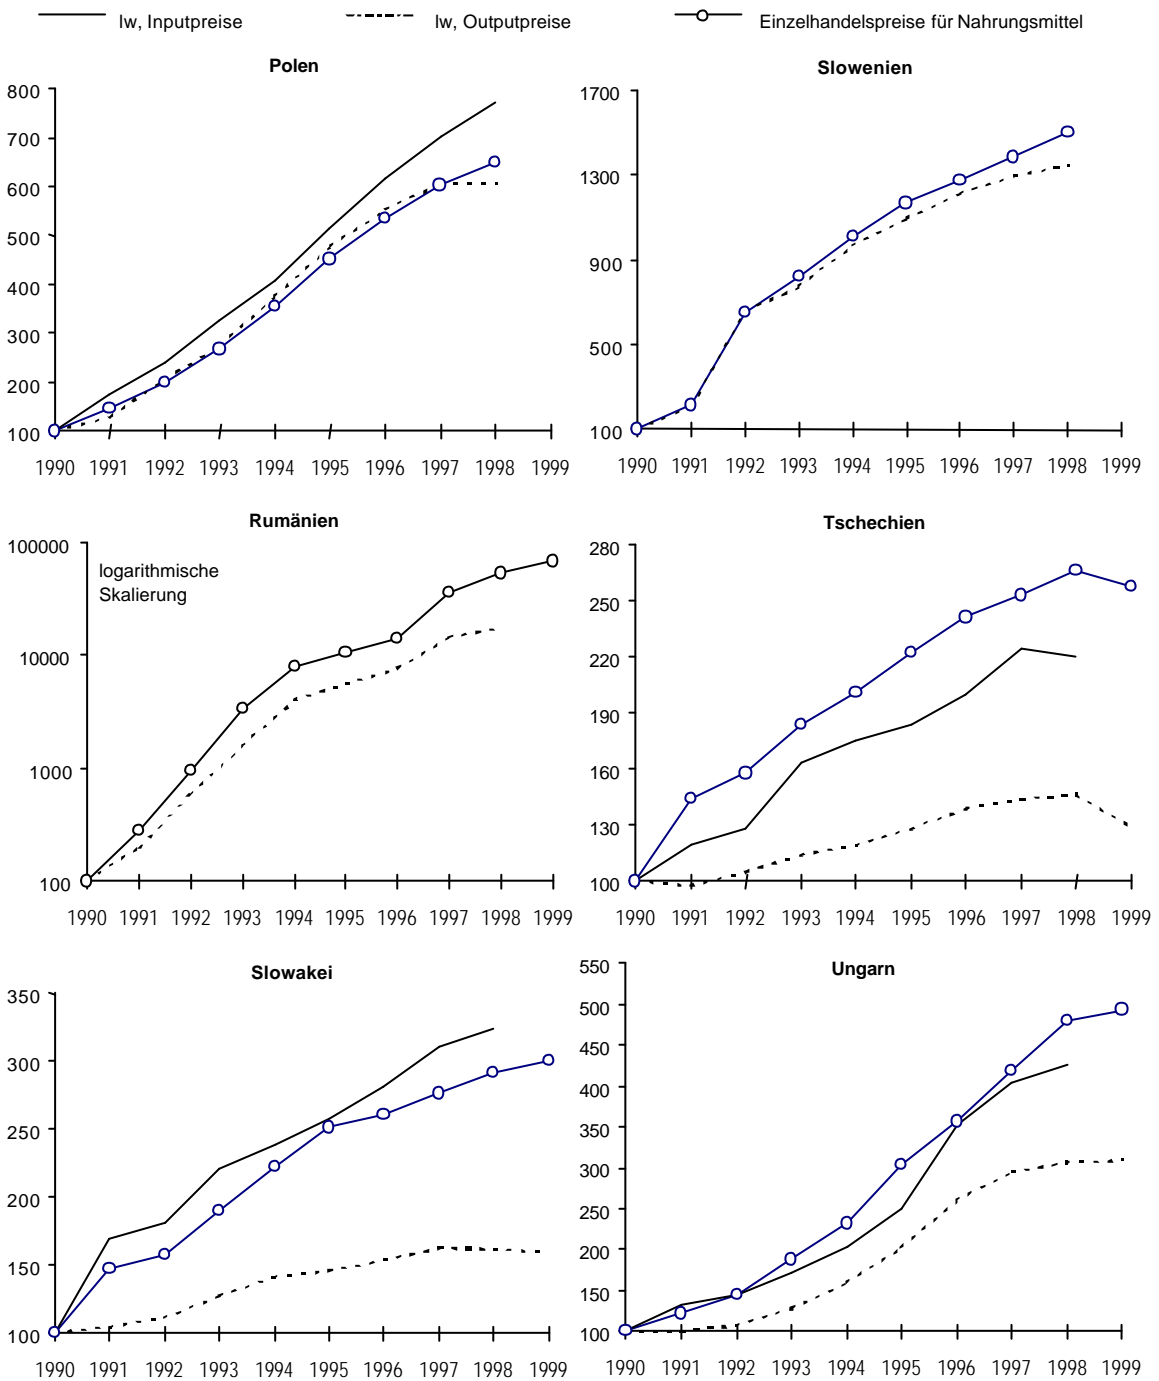 lw, Inputpreise lw, Outputpreise Einzelhandelspreise für Nahrungsmittel
Polen
800
700
600
500
400
300
200
100
1990 1991 1992 1993 1994 1995 1996 1997 1998 1999
Slowenien
1700
1300
900
500
100
1990 1991 1992 1993 1994 1995 1996 1997 1998 1999
Rumänien
logarithmische
Skalierung
100000
10000
1000
100
1990 1991 1992 1993 1994 1995 1996 1997 1998 1999
Tschechien
280
250
220
190
160
130
100
1990 1991 1992 1993 1994 1995 1996 1997 1998 1999
Slowakei
350
300
250
200
150
100
1990 1991 1992 1993 1994 1995 1996 1997 1998 1999
Ungarn
550
500
450
400
350
300
250
200
150
100
1990 1991 1992 1993 1994 1995 1996 1997 1998 1999